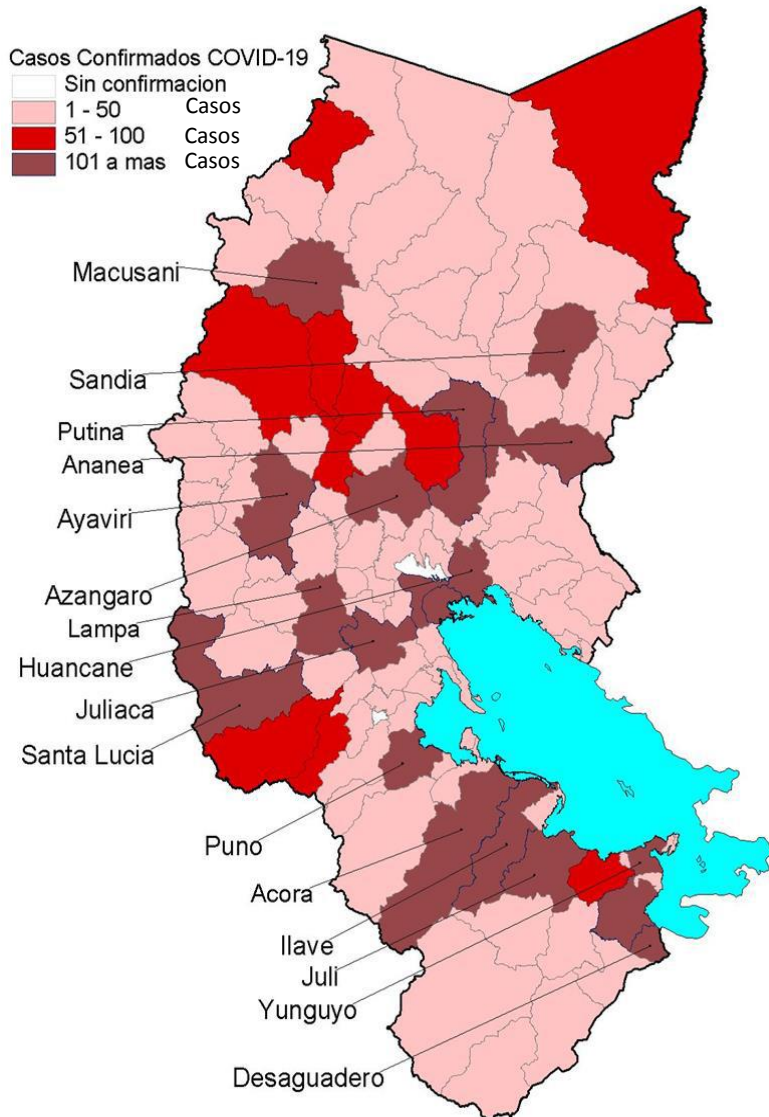 Casos Confirmados COVID-19
Sin confirmacion
1 - 50 Casos
51 - 100 Casos
101 a mas Casos
Macusani
Sandia
Putina
Ananea
Ayaviri
Azangaro
Lampa
Huancane
Juliaca
Santa Lucia
Puno
Acora
Ilave
Juli
Yunguyo
Desaguadero